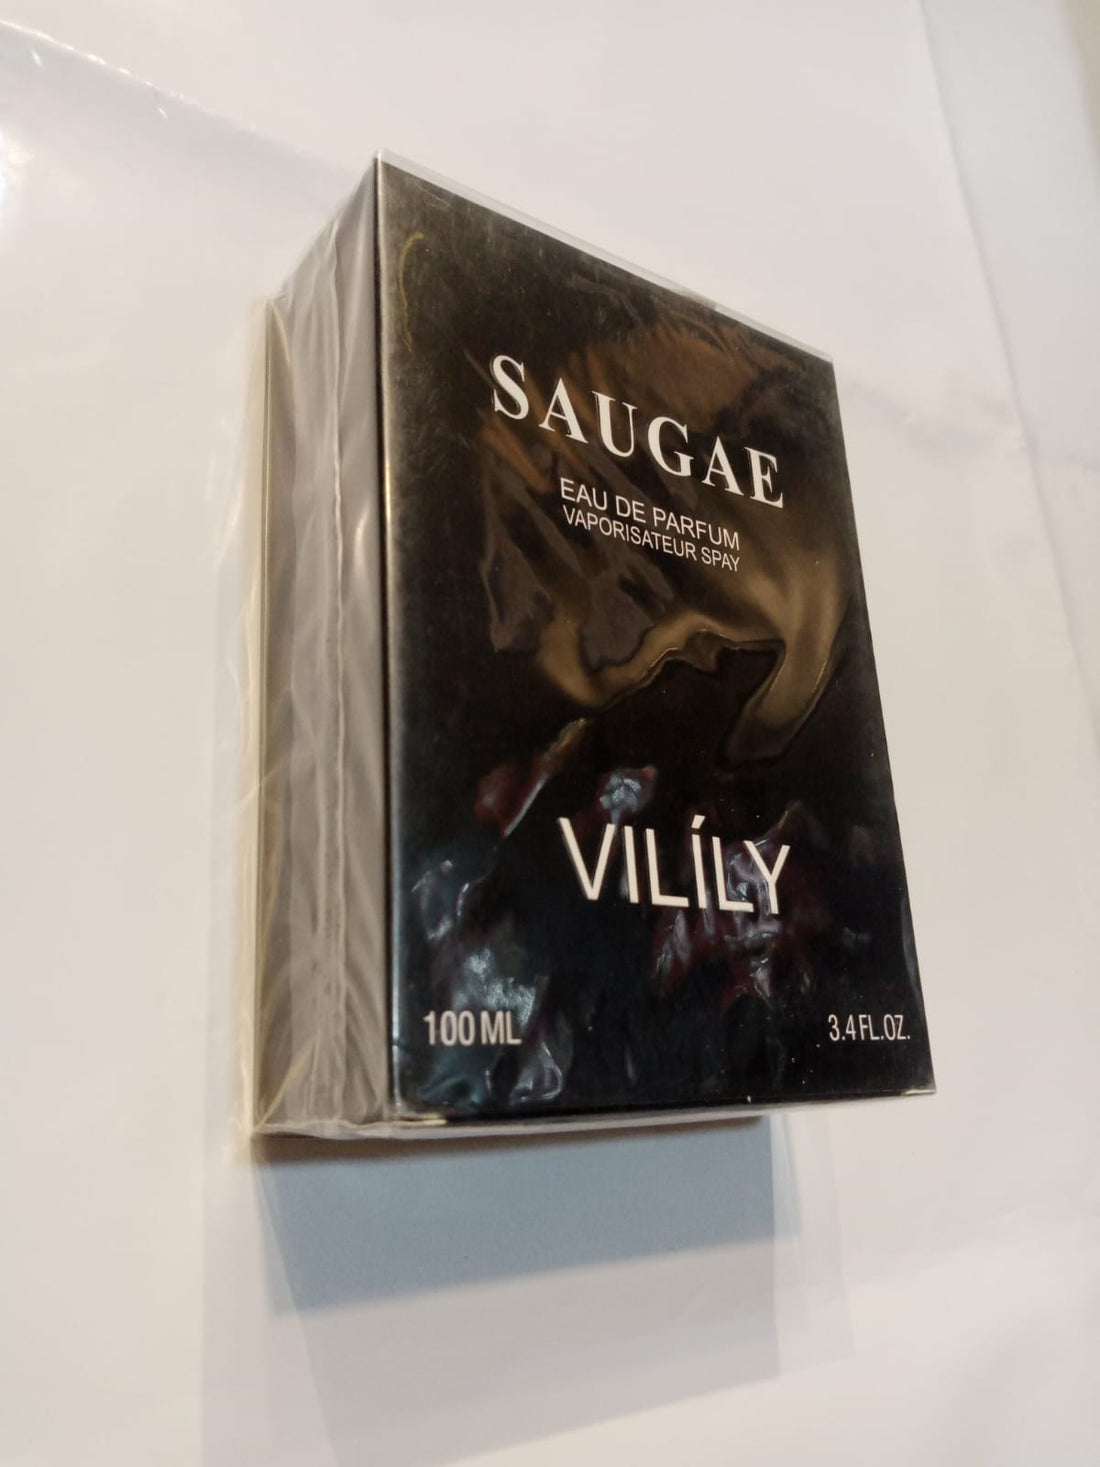 SAUGAE
EAU DE PARFUM
VAPORISATEUR SPAY
VILÍLY
100 ML
3.4 FL.OZ.